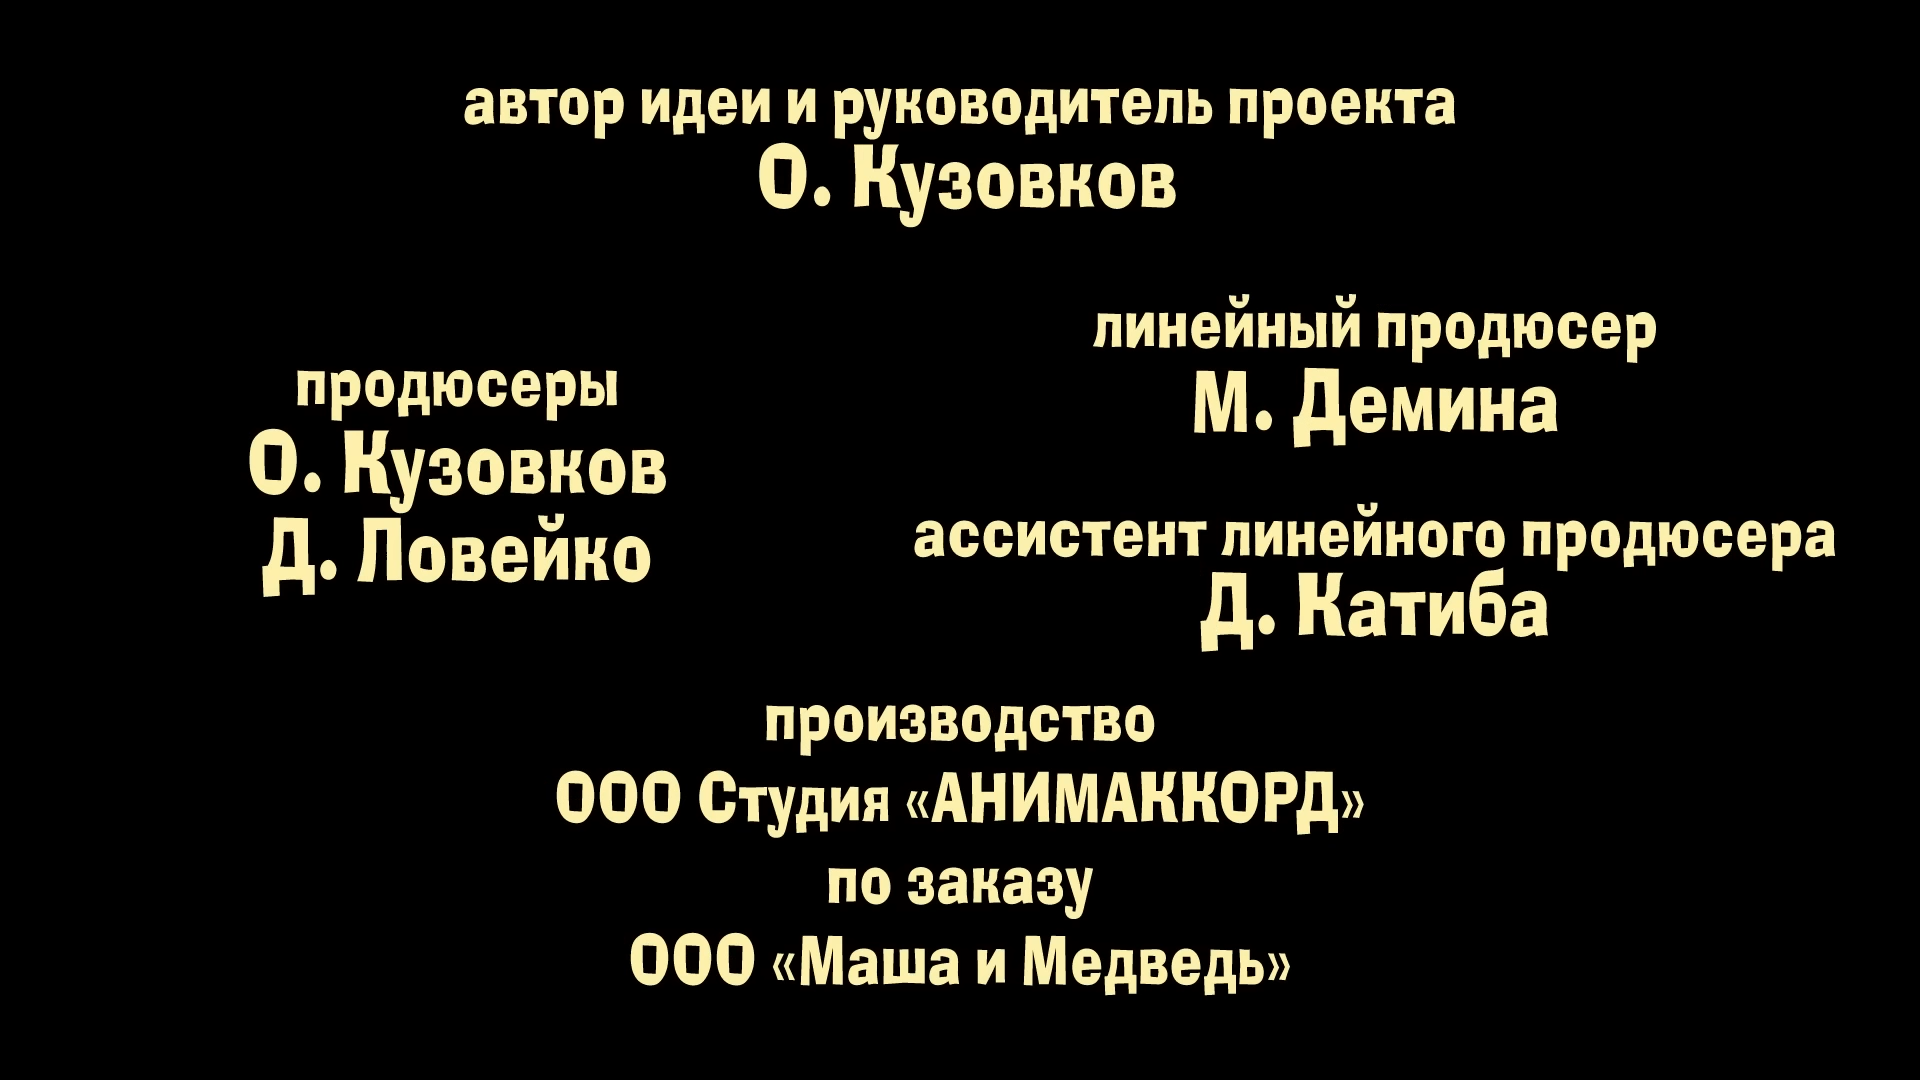 автор идеи и руководитель проекта
О. Кузовков
продюсеры
О. Кузовков
Д. Ловейко
линейный продюсер
М. Демина
ассистент линейного продюсера
Д. Катиба
производство
ООО Студия «АНИМАККОРД»
по заказу
ООО «Маша и Медведь»